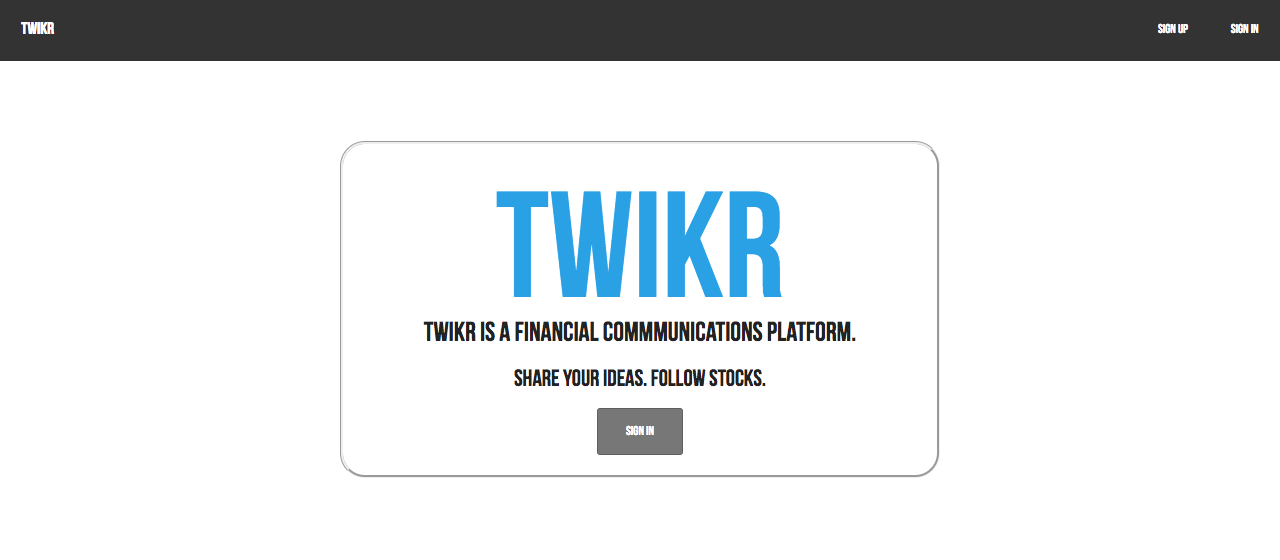 TWIKR
SIGN UP
SIGN IN
TWIKR
TWIKR IS A FINANCIAL COMMMUNICATIONS PLATFORM.
SHARE YOUR IDEAS. FOLLOW STOCKS.
SIGN IN